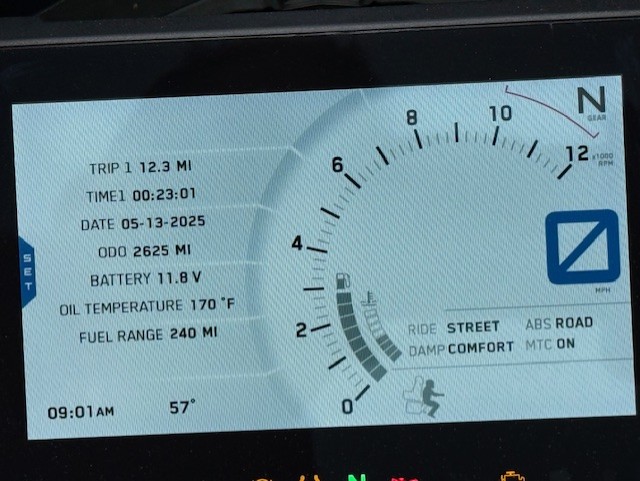 TRIP 1 12.3 MI
TIME1 00:23:01
DATE 05-13-2025
ODO 2625 MI
BATTERY 11.8 V
OIL TEMPERATURE 170 °F
FUEL RANGE 240 MI
09:01AM 57°
SET
0
2
4
6
8
10
12 x1000
RPM
N
GEAR
0
MPH
RIDE STREET ABS ROAD
DAMP COMFORT MTC ON
N